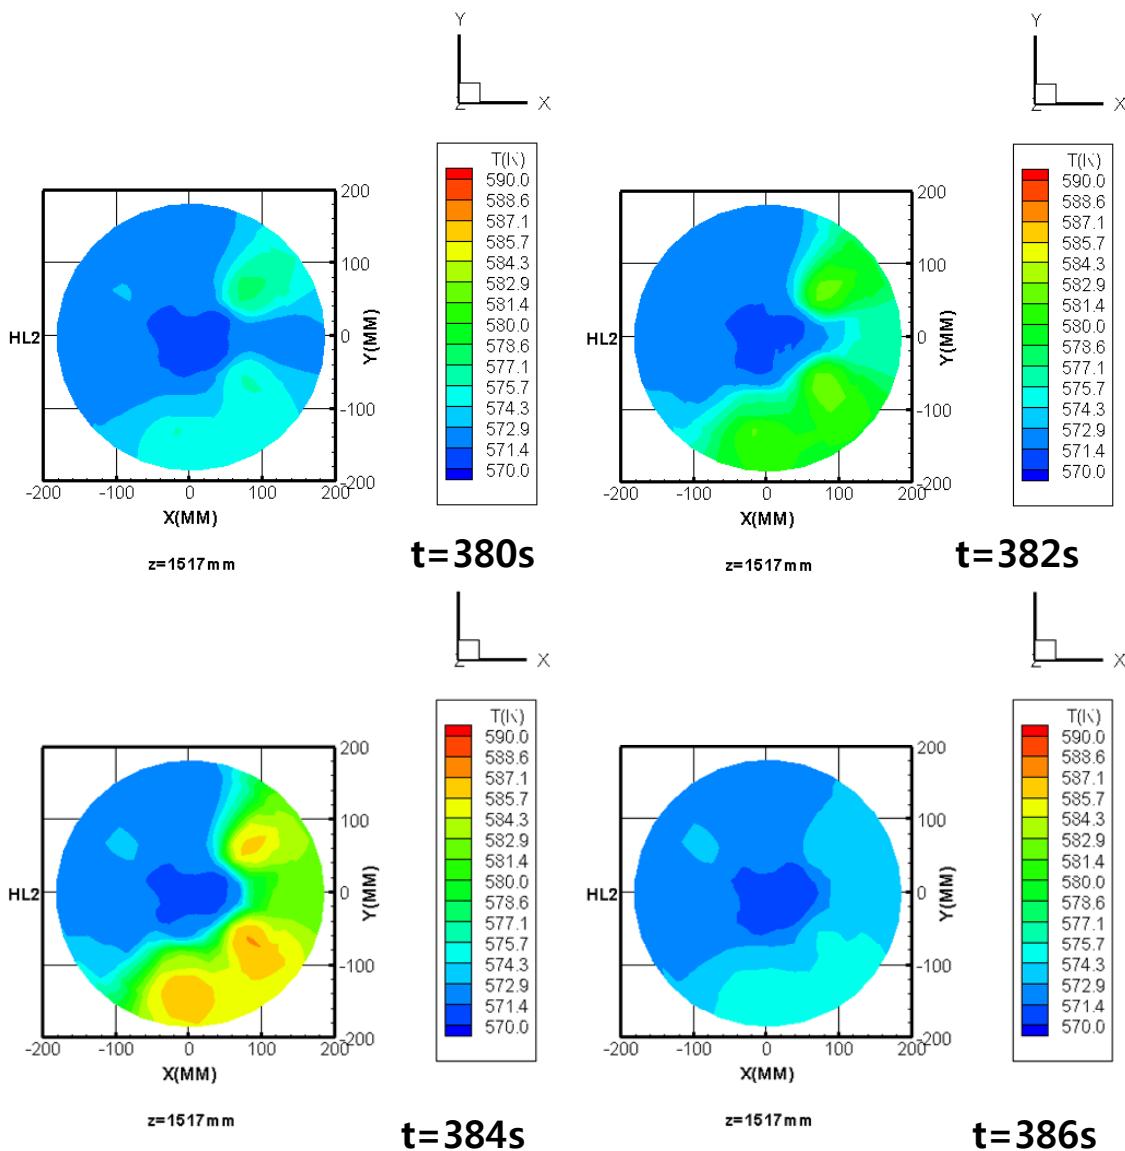 Y
Z X
T(K)
590.0
588.6
587.1
585.7
584.3
582.9
581.4
580.0
578.6
577.1
575.7
574.3
572.9
571.4
570.0
HL2
200
100
0
-100
-200
Y(MM)
-200 -100 0 100 200
X(MM)
z=1517mm
t=380s
Y
Z X
T(K)
590.0
588.6
587.1
585.7
584.3
582.9
581.4
580.0
578.6
577.1
575.7
574.3
572.9
571.4
570.0
HL2
200
100
0
-100
-200
Y(MM)
-200 -100 0 100 200
X(MM)
z=1517mm
t=382s
Z X
T(K)
590.0
588.6
587.1
585.7
584.3
582.9
581.4
580.0
578.6
577.1
575.7
574.3
572.9
571.4
570.0
HL2
200
100
0
-100
-200
Y(MM)
-200 -100 0 100 200
X(MM)
z=1517mm
t=384s
Z X
T(K)
590.0
588.6
587.1
585.7
584.3
582.9
581.4
580.0
578.6
577.1
575.7
574.3
572.9
571.4
570.0
HL2
200
100
0
-100
-200
Y(MM)
-200 -100 0 100 200
X(MM)
z=1517mm
t=386s